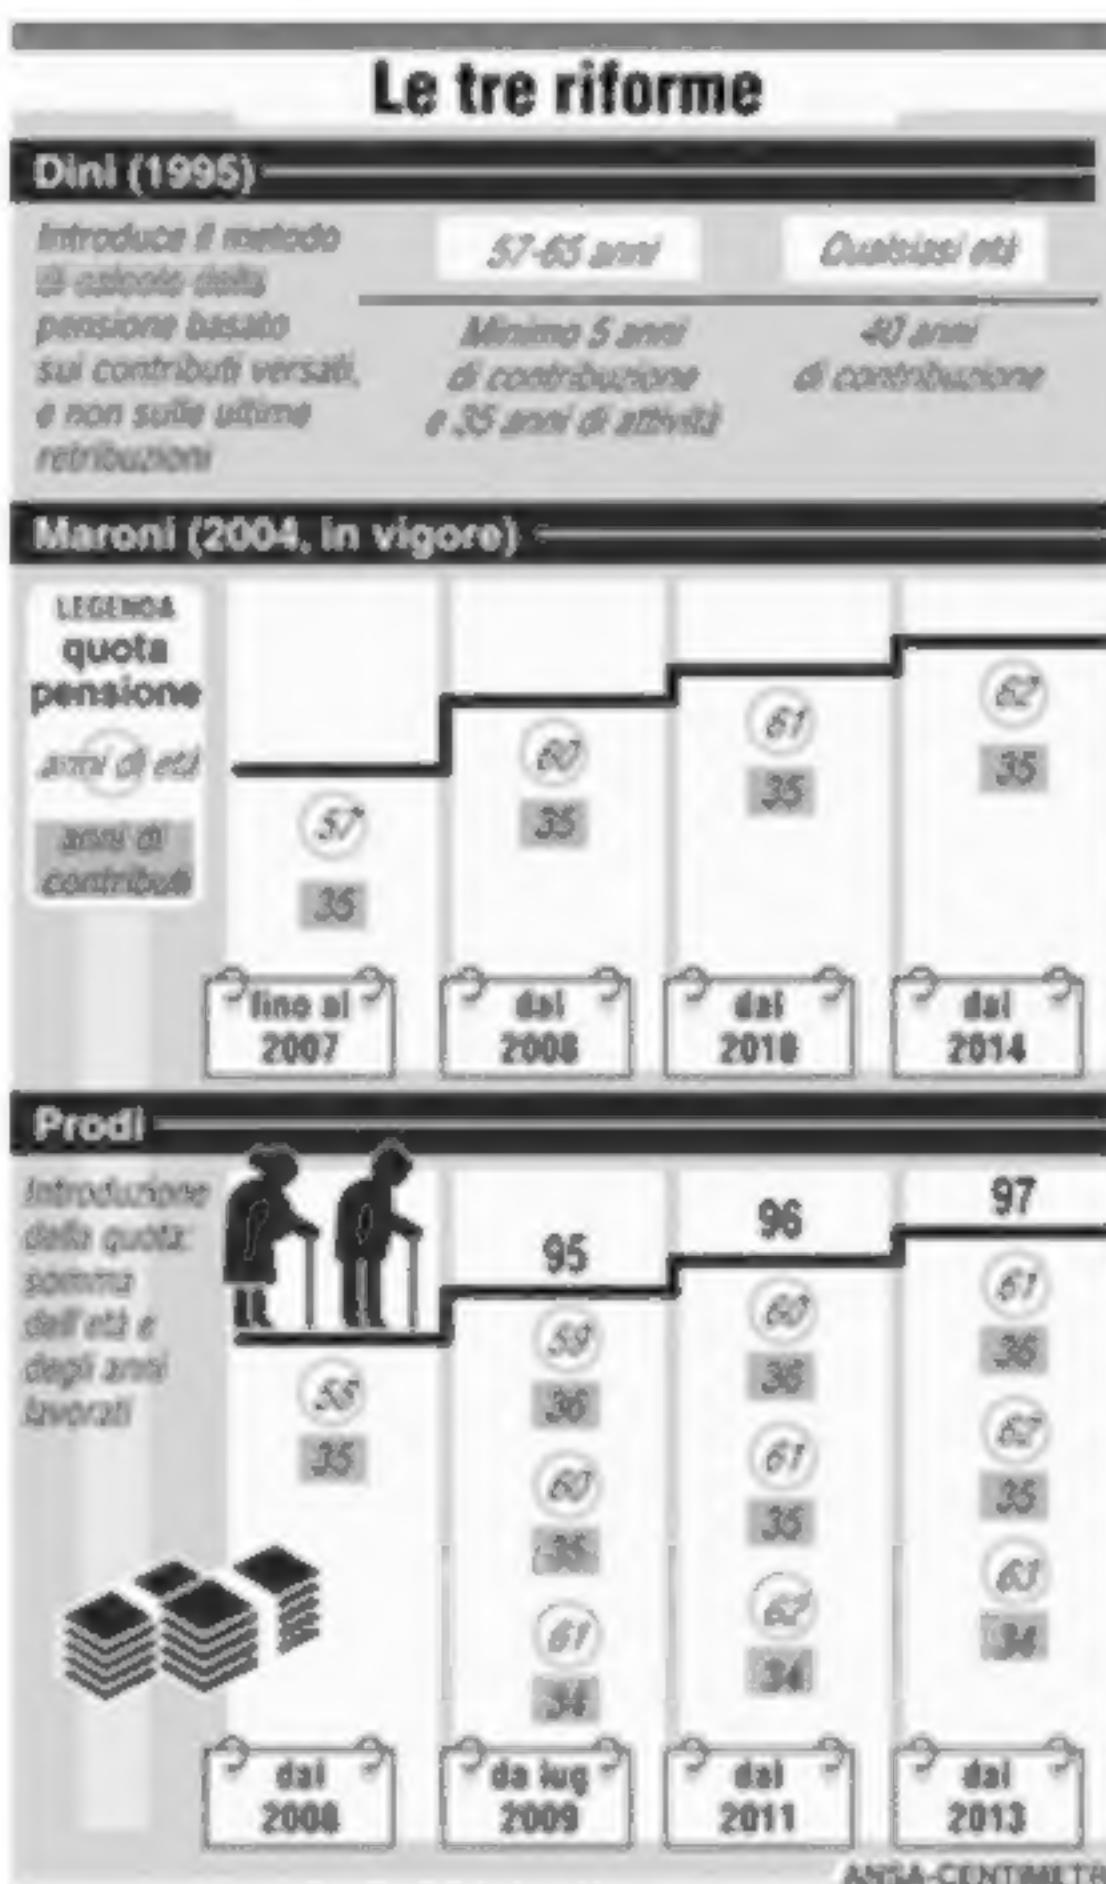 Le tre riforme
Dini (1995)
Introduce il metodo
di calcolo della
pensione basato
sui contributi versati,
e non sulle ultime
retribuzioni
57-65 anni
Minimo 5 anni
di contribuzione
e 35 anni di attività
Qualsiasi età
40 anni
di contribuzione
Maroni (2004, in vigore)
LEGENDA
quota
pensione
anni di età
anni di
contributi
57
35
fino al
2007
60
35
dal
2008
61
35
dal
2010
62
35
dal
2014
Prodi
Introduzione
della quota:
somma
dell'età e
degli anni
lavorati
58
35
dal
2008
95
59
36
60
35
61
34
da lug
2009
96
60
36
61
35
62
34
dal
2011
97
61
36
62
35
63
34
dal
2013
ANSA-CENTIMETR